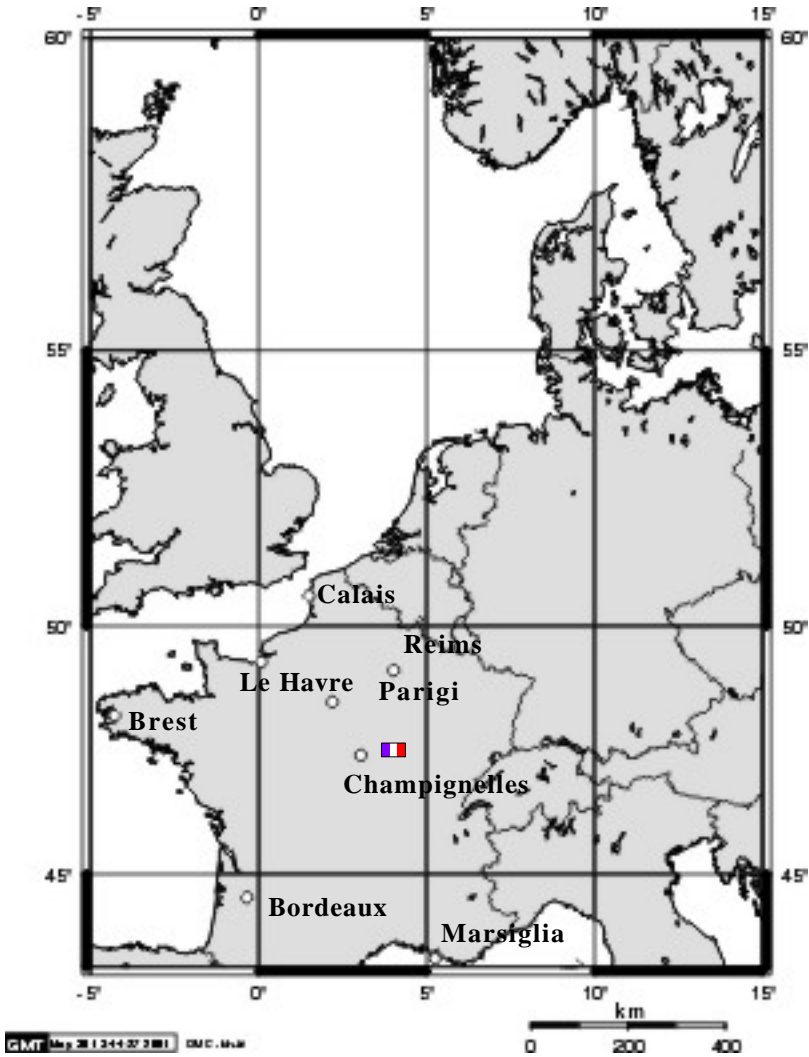 -5° 0° 5° 10° 15°
60° 60°
55° 55°
Calais
50° 50°
Reims
Le Havre Parigi
Brest
Champignelles
45° 45°
Bordeaux
Marsiglia
-5° 0° 5° 10° 15°
km
0 200 400
GMT